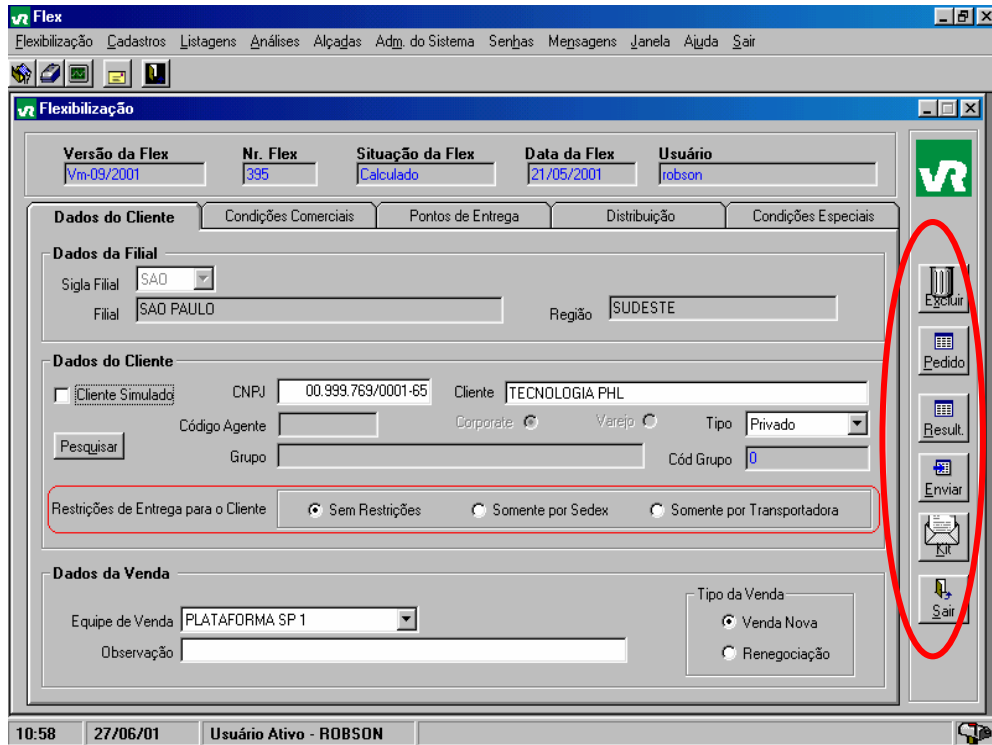 VR Flex
Flexibilização Cadastros Listagens Análises Alçadas Adm. do Sistema Senhas Mensagens Janela Ajuda Sair
VR Flexibilização
Versão da Flex Nr. Flex Situação da Flex Data da Flex Usuário
Vm-09/2001 395 Calculado 21/05/2001 robson
VR
Dados do Cliente Condições Comerciais Pontos de Entrega Distribuição Condições Especiais
Dados da Filial
Sigla Filial SAO
Filial SAO PAULO Região SUDESTE
Excluir
Pedido
Result.
Enviar
Kit
Sair
Dados do Cliente
Cliente Simulado CNPJ 00.999.769/0001-65 Cliente TECNOLOGIA PHL
Código Agente Corporate Varejo Tipo Privado
Pesquisar
Grupo Cód Grupo 0
Restrições de Entrega para o Cliente Sem Restrições Somente por Sedex Somente por Transportadora
Dados da Venda
Equipe de Venda PLATAFORMA SP 1
Observação
Tipo da Venda
Venda Nova
Renegociação
10:58 27/06/01 Usuário Ativo - ROBSON